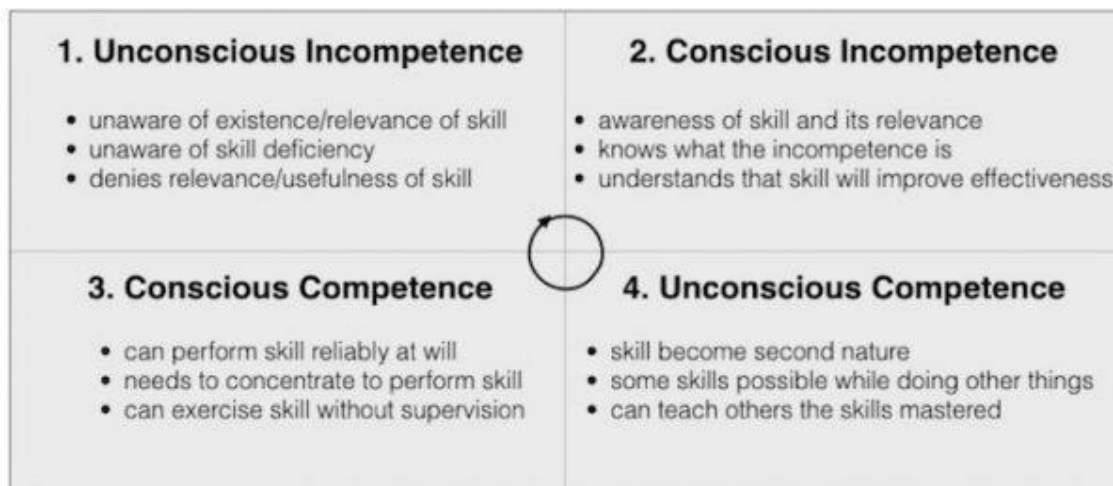 1. Unconscious Incompetence
• unaware of existence/relevance of skill
• unaware of skill deficiency
• denies relevance/usefulness of skill
2. Conscious Incompetence
• awareness of skill and its relevance
• knows what the incompetence is
• understands that skill will improve effectiveness
3. Conscious Competence
• can perform skill reliably at will
• needs to concentrate to perform skill
• can exercise skill without supervision
4. Unconscious Competence
• skill become second nature
• some skills possible while doing other things
• can teach others the skills mastered